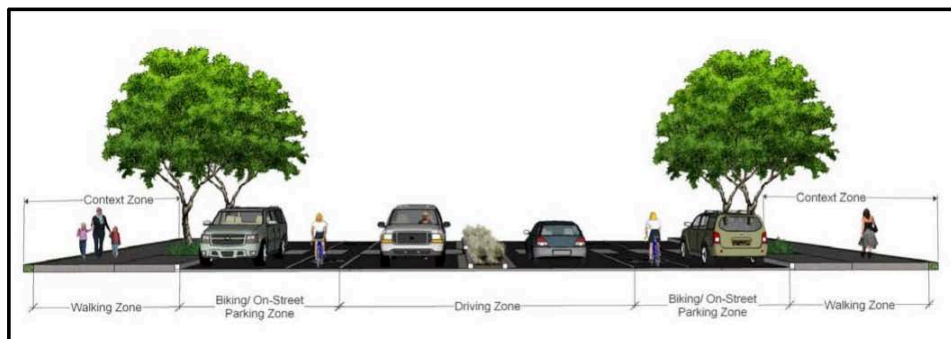 Context Zone
Context Zone
Walking Zone
Biking/ On-Street
Parking Zone
Driving Zone
Biking/ On-Street
Parking Zone
Walking Zone